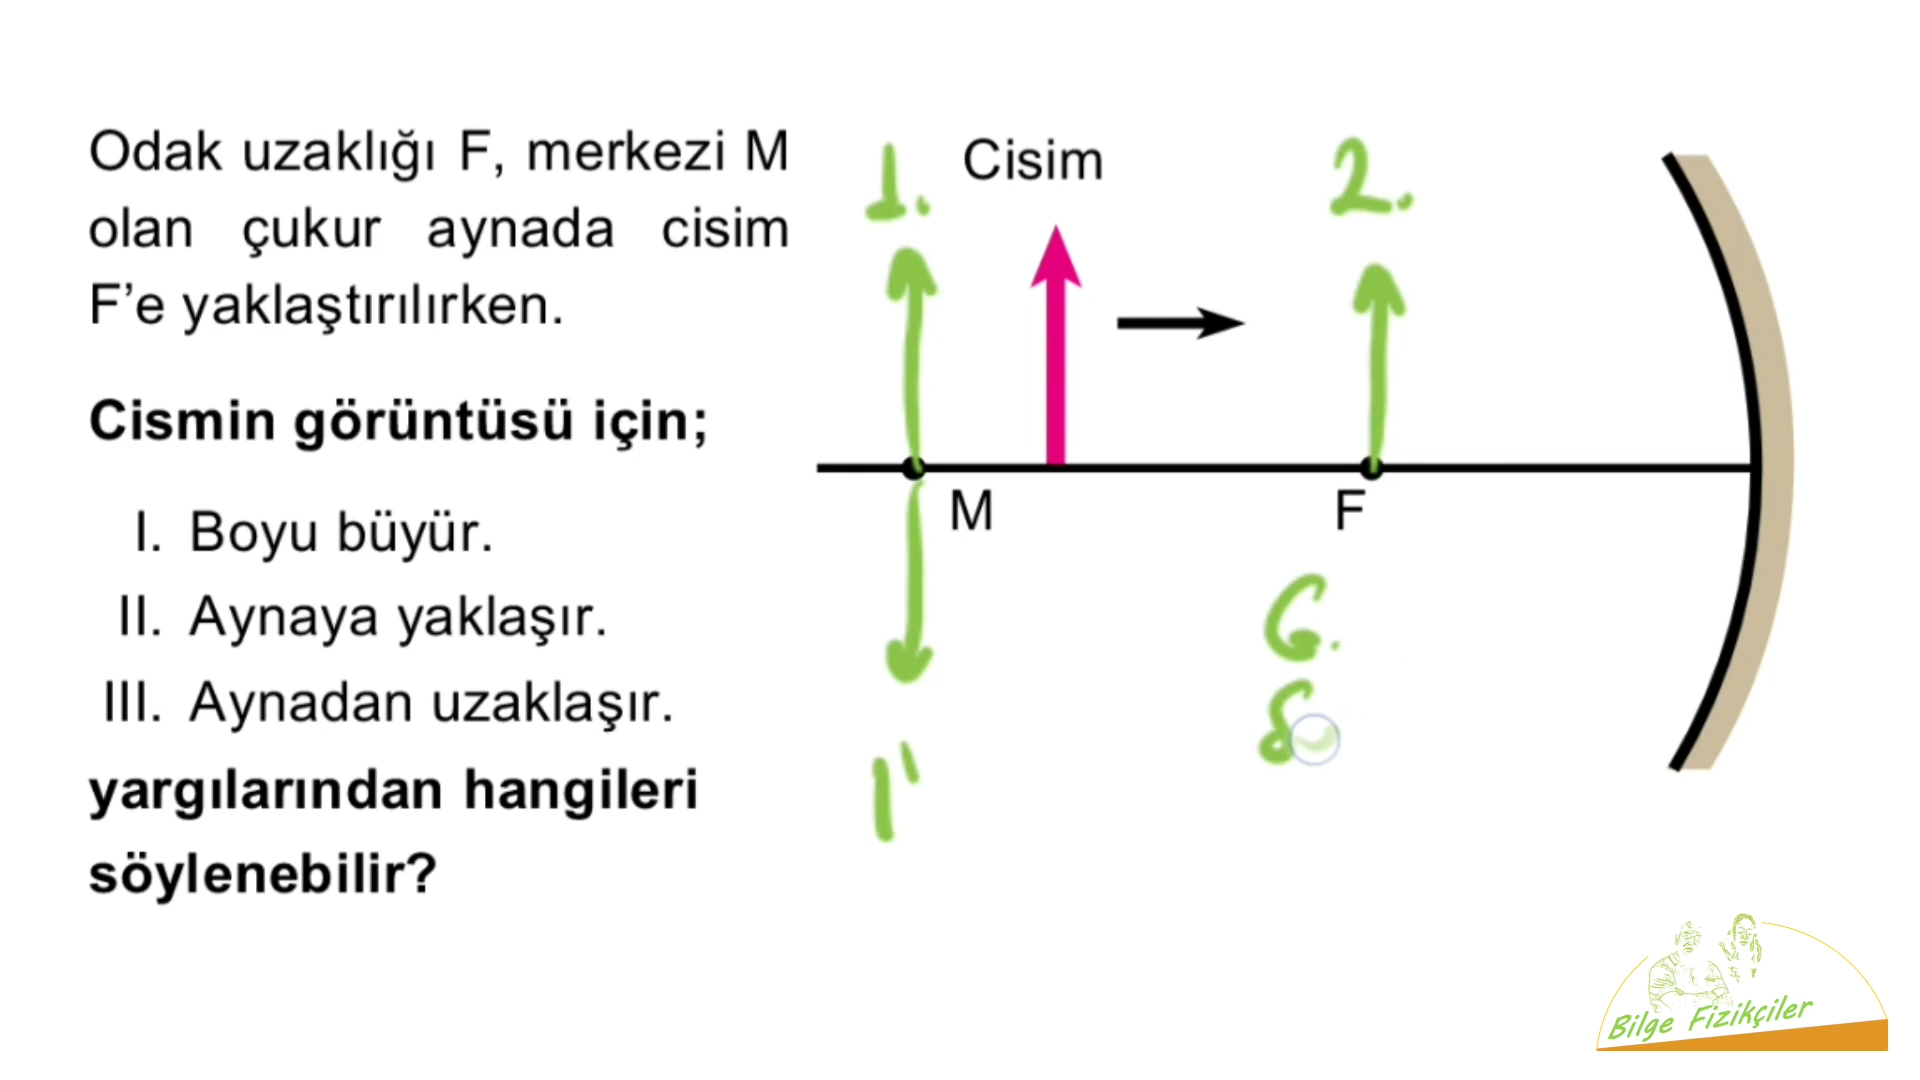 Odak uzaklığı F, merkezi M
olan çukur aynada cisim
F'e yaklaştırılırken.
Cismin görüntüsü için;
I. Boyu büyür.
II. Aynaya yaklaşır.
III. Aynadan uzaklaşır.
yargılarından hangileri
söylenebilir?
1. Cisim 2.
M F
G.
1'
Bilge Fizikçiler